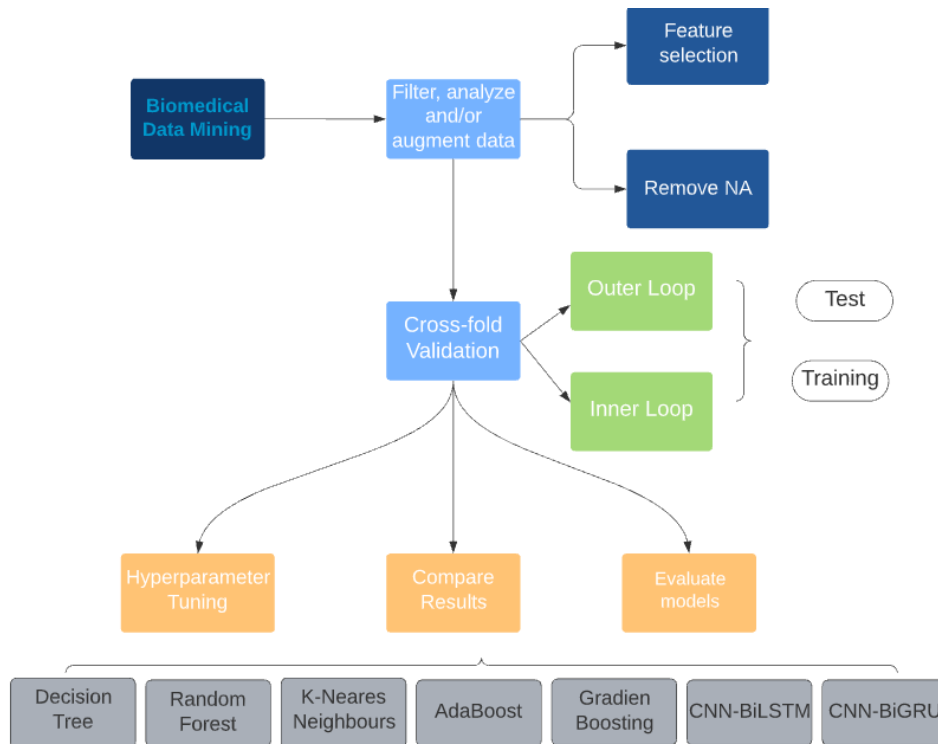 Feature
selection
Biomedical
Data Mining
Filter, analyze
and/or
augment data
Remove NA
Outer Loop
Test
Cross-fold
Validation
Training
Inner Loop
Hyperparameter
Tuning
Compare
Results
Evaluate
models
Decision
Tree
Random
Forest
K-Neares
Neighbours
AdaBoost
Gradien
Boosting
CNN-BiLSTM
CNN-BiGRU